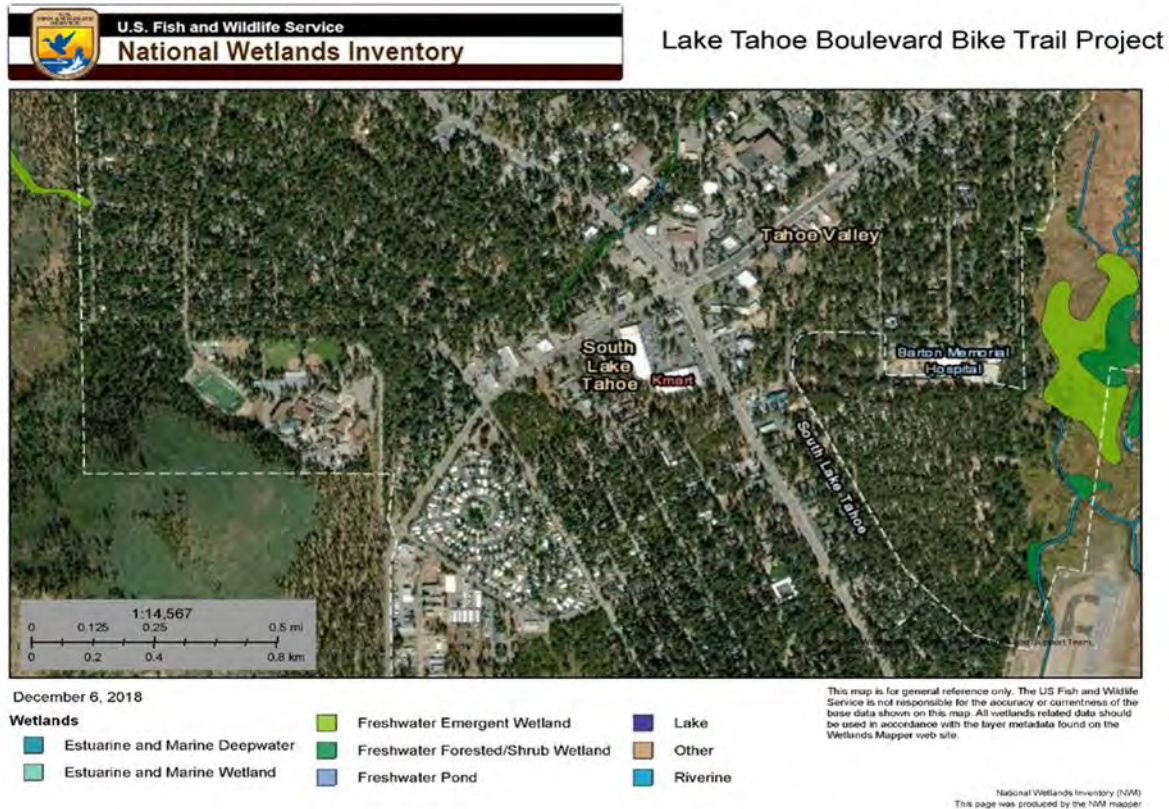 U.S.
FISH & WILDLIFE
SERVICE
U.S. Fish and Wildlife Service
National Wetlands Inventory
Lake Tahoe Boulevard Bike Trail Project
Tahoe Valley
South
Lake
Tahoe
Kmart
Barton Memorial
Hospital
South Lake Tahoe
Support Team,
1:14,567
0 0.125 0.25 0.5 mi
0 0.2 0.4 0.8 km
December 6, 2018
Wetlands
Estuarine and Marine Deepwater
Estuarine and Marine Wetland
Freshwater Emergent Wetland
Freshwater Forested/Shrub Wetland
Freshwater Pond
Lake
Other
Riverine
This map is for general reference only. The US Fish and Wildlife
Service is not responsible for the accuracy or currentness of the
base data shown on this map. All wetlands related data should
be used in accordance with the layer metadata found on the
Wetlands Mapper web site.
National Wetlands Inventory (NWI)
This page was produced by the NWI mapper